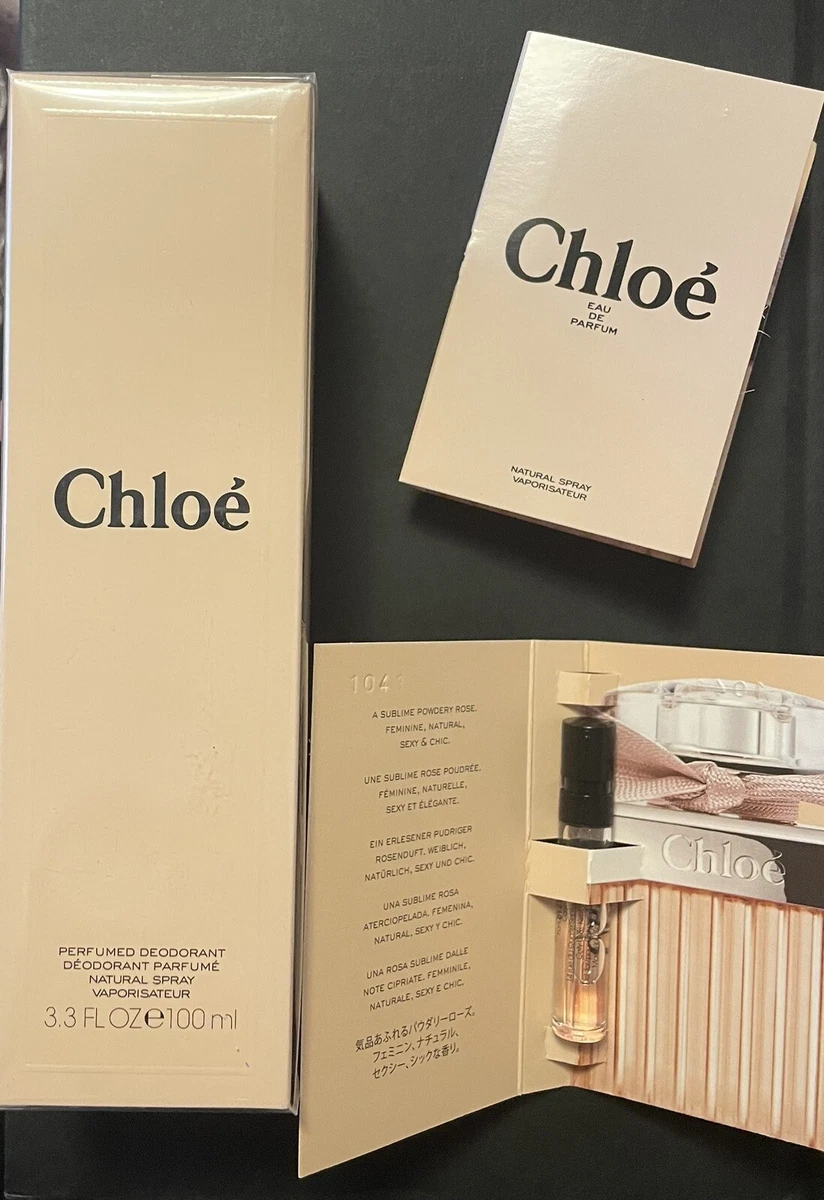 Chloé
PERFUMED DEODORANT
DÉODORANT PARFUMÉ
NATURAL SPRAY
VAPORISATEUR
3.3 FL OZ e 100 ml
Chloé
EAU
DE
PARFUM
NATURAL SPRAY
VAPORISATEUR
A SUBLIME POWDERY ROSE.
FEMININE, NATURAL,
SEXY & CHIC.
UNE SUBLIME ROSE POUDRÉE.
FÉMININE, NATURELLE,
SEXY ET ÉLÉGANTE.
EIN ERLESENER PUDRIGER
ROSENDUFT. WEIBLICH,
NATÜRLICH, SEXY UND CHIC.
UNA SUBLIME ROSA
ATERCIOPELADA. FEMENINA,
NATURAL, SEXY Y CHIC.
UNA ROSA SUBLIME DALLE
NOTE CIPRIATE. FEMMINILE,
NATURALE, SEXY E CHIC.
気品あふれるパウダリーローズ。
フェミニン、ナチュラル、
セクシー、シックな香り。
Chloé